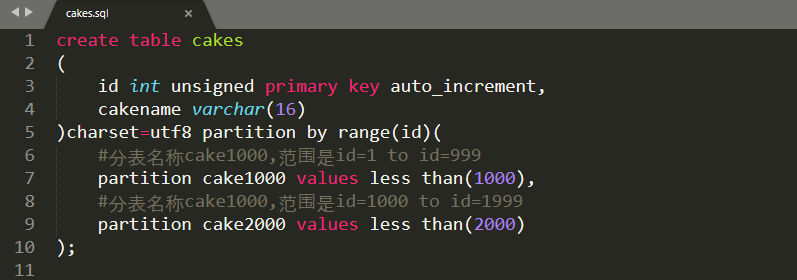 cakes.sql
1 create table cakes
2 (
3     id int unsigned primary key auto_increment,
4     cakename varchar(16)
5 )charset=utf8 partition by range(id)(
6     #分表名称cake1000,范围是id=1 to id=999
7     partition cake1000 values less than(1000),
8     #分表名称cake1000,范围是id=1000 to id=1999
9     partition cake2000 values less than(2000)
10 );
11